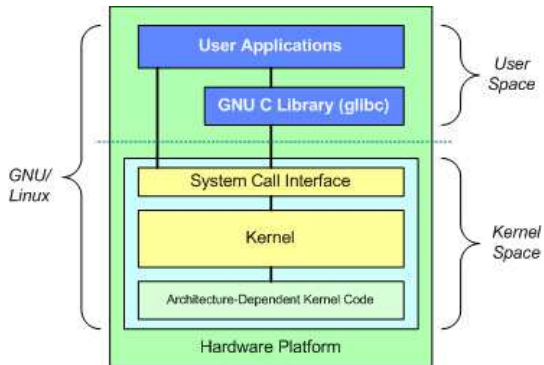 User Applications
GNU C Library (glibc)
User
Space
GNU/
Linux
System Call Interface
Kernel
Kernel
Space
Architecture-Dependent Kernel Code
Hardware Platform